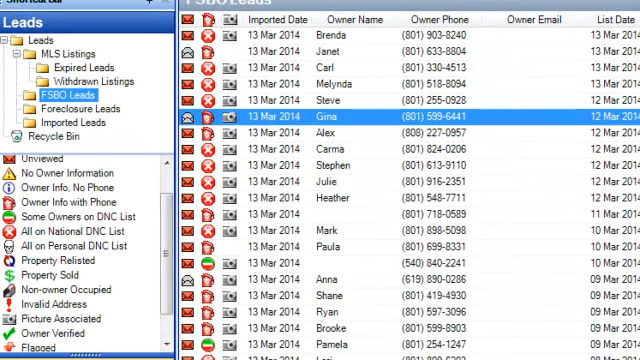 Shortcut Bar
Leads
Leads
MLS Listings
Expired Leads
Withdrawn Listings
FSBO Leads
Foreclosure Leads
Imported Leads
Recycle Bin
Unviewed
No Owner Information
Owner Info, No Phone
Owner Info with Phone
Some Owners on DNC List
All on National DNC List
All on Personal DNC List
Property Relisted
Property Sold
Non-owner Occupied
Invalid Address
Picture Associated
Owner Verified
Flagged
FSBO Leads
Imported Date Owner Name Owner Phone Owner Email List Date
13 Mar 2014 Brenda (801) 903-8240 13 Mar 2014
13 Mar 2014 Janet (801) 633-8804 13 Mar 2014
13 Mar 2014 Carl (801) 330-4513 13 Mar 2014
13 Mar 2014 Melynda (801) 518-8094 13 Mar 2014
13 Mar 2014 Steve (801) 255-0928 13 Mar 2014
13 Mar 2014 Gina (801) 599-6441 12 Mar 2014
13 Mar 2014 Alex (808) 227-0957 12 Mar 2014
13 Mar 2014 Carma (801) 824-0206 12 Mar 2014
13 Mar 2014 Stephen (801) 613-9110 12 Mar 2014
13 Mar 2014 Julie (801) 916-2351 12 Mar 2014
13 Mar 2014 Heather (801) 548-7711 12 Mar 2014
13 Mar 2014 (801) 718-0589 11 Mar 2014
13 Mar 2014 Mark (801) 898-5098 10 Mar 2014
13 Mar 2014 Paula (801) 699-8331 10 Mar 2014
13 Mar 2014 (540) 840-2241 10 Mar 2014
13 Mar 2014 Anna (619) 890-0286 09 Mar 2014
13 Mar 2014 Shane (801) 419-4930 09 Mar 2014
13 Mar 2014 Ryan (801) 597-3096 09 Mar 2014
13 Mar 2014 Brooke (801) 599-8903 09 Mar 2014
13 Mar 2014 Pamela (801) 254-1247 09 Mar 2014